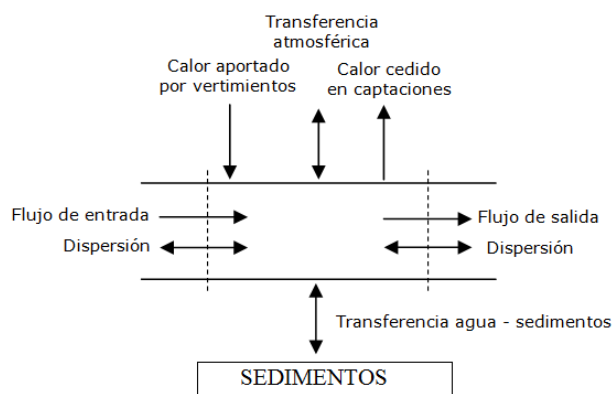 Transferencia
atmosférica
Calor aportado
por vertimientos
Calor cedido
en captaciones
Flujo de entrada
Flujo de salida
Dispersión
Dispersión
Transferencia agua - sedimentos
SEDIMENTOS